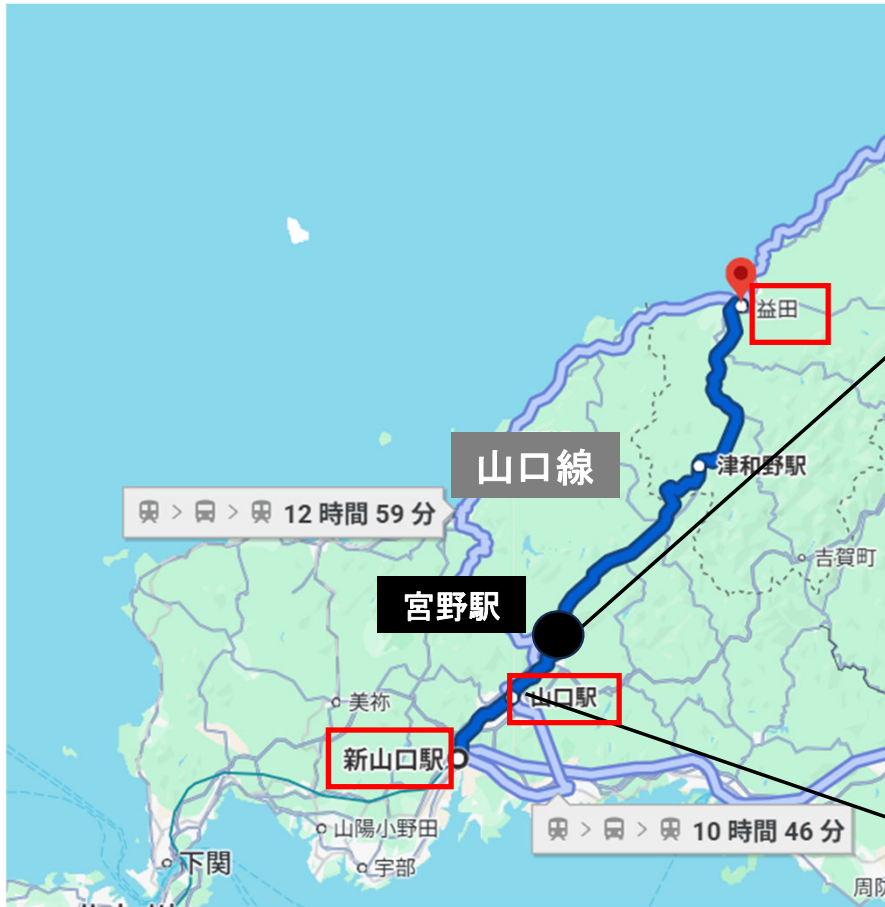 益田
山口線
津和野駅
12 時間 59 分
吉賀町
宮野駅
山口駅
美祢
新山口駅
山陽小野田
10 時間 46 分
下関
宇部
周防